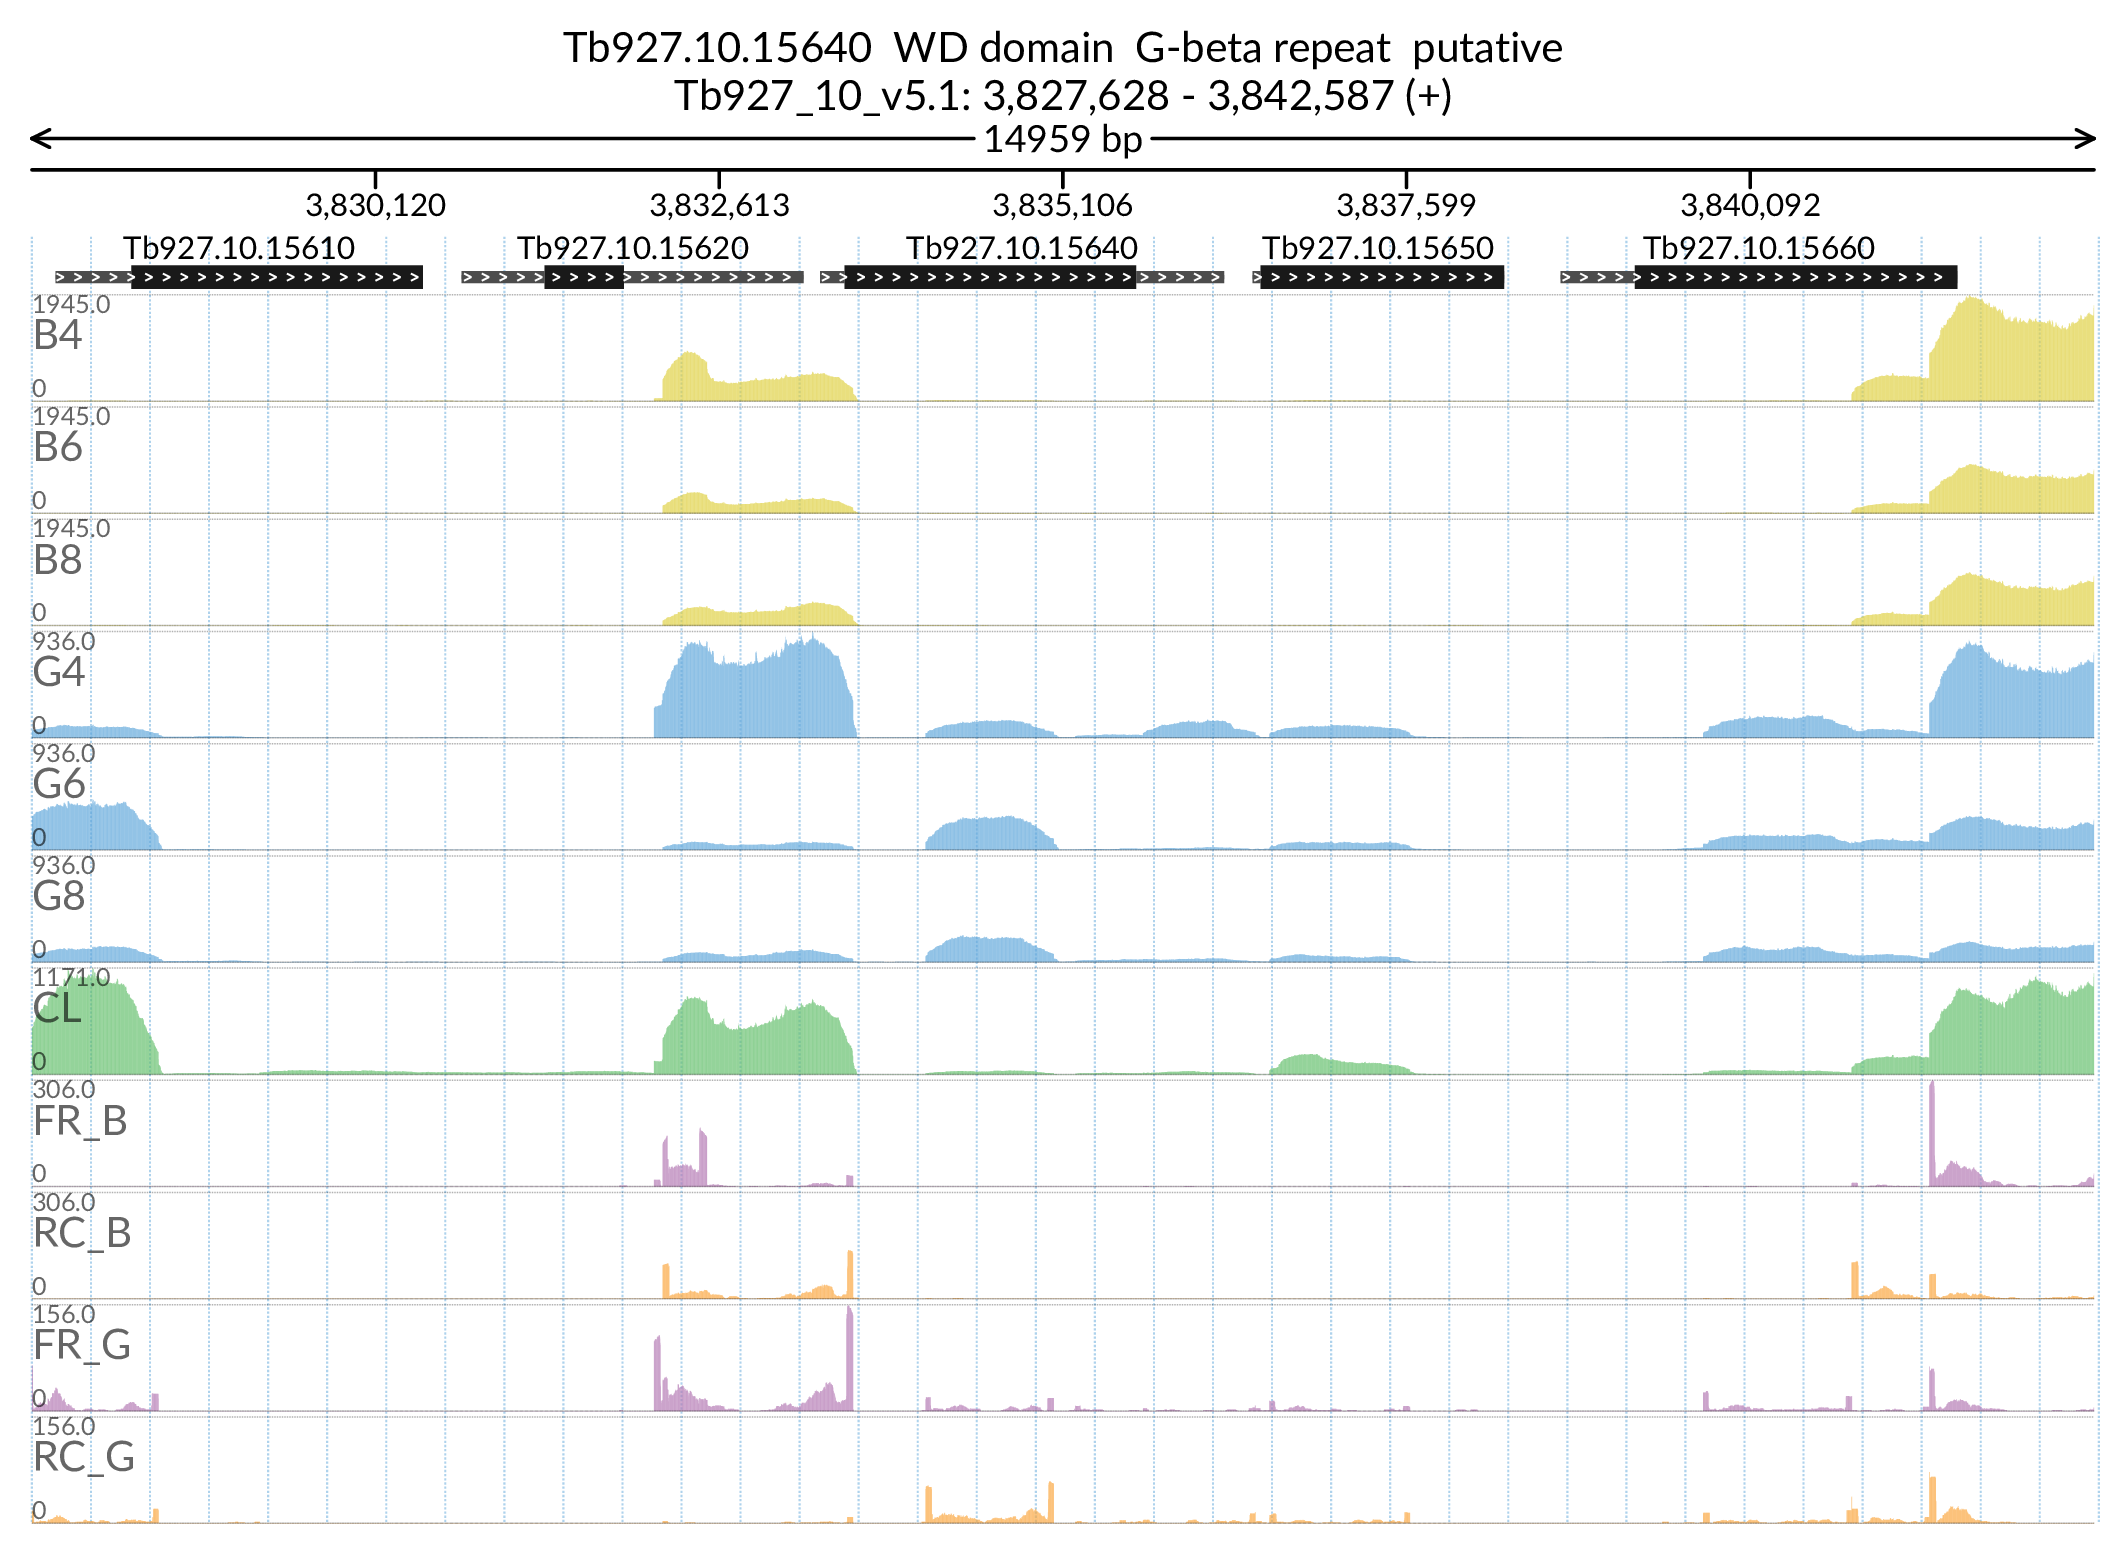 Tb927.10.15640 WD domain G-beta repeat putative
Tb927_10_v5.1: 3,827,628 - 3,842,587 (+)
14959 bp
3,830,120 3,832,613 3,835,106 3,837,599 3,840,092
Tb927.10.15610 Tb927.10.15620 Tb927.10.15640 Tb927.10.15650 Tb927.10.15660
1945.0
B4
0
1945.0
B6
0
1945.0
B8
0
936.0
G4
0
936.0
G6
0
936.0
G8
0
1171.0
CL
0
306.0
FR_B
0
306.0
RC_B
0
156.0
FR_G
0
156.0
RC_G
0